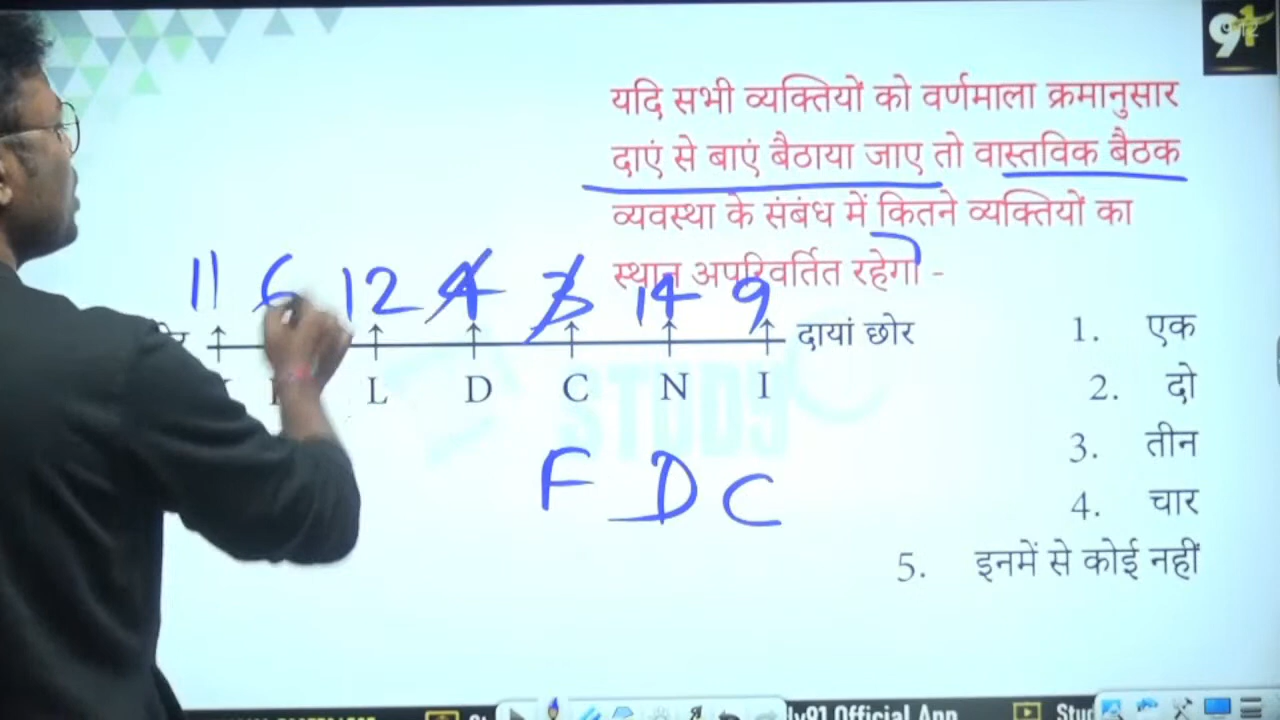 यदि सभी व्यक्तियों को वर्णमाला क्रमानुसार
दाएं से बाएं बैठाया जाए तो वास्तविक बैठक
व्यवस्था के संबंध में कितने व्यक्तियों का
स्थान अपरिवर्तित रहेगा -
11 6 12 4 3 14 9
दायां छोर
L D C N I
F D C
1. एक
2. दो
3. तीन
4. चार
5. इनमें से कोई नहीं